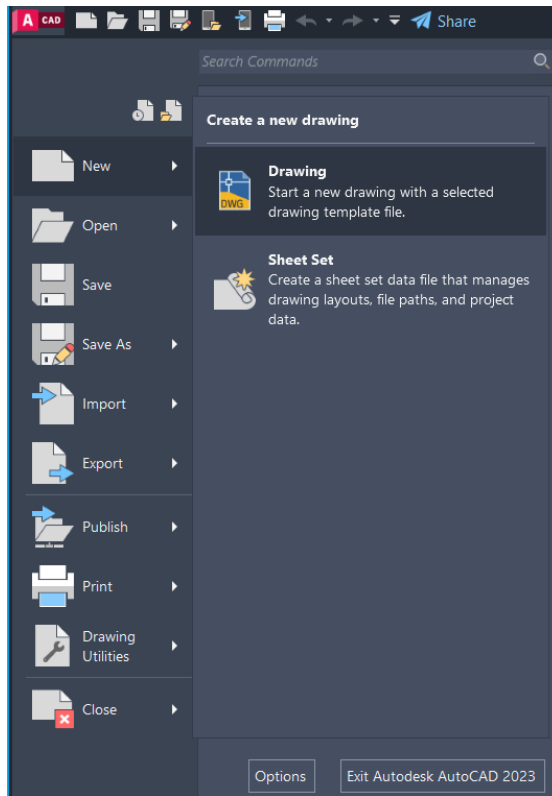 A CAD Share
Search Commands
Create a new drawing
New
Drawing
Start a new drawing with a selected
drawing template file.
DWG
Open
Sheet Set
Create a sheet set data file that manages
drawing layouts, file paths, and project
data.
Save
Save As
Import
Export
Publish
Print
Drawing
Utilities
Close
Options
Exit Autodesk AutoCAD 2023